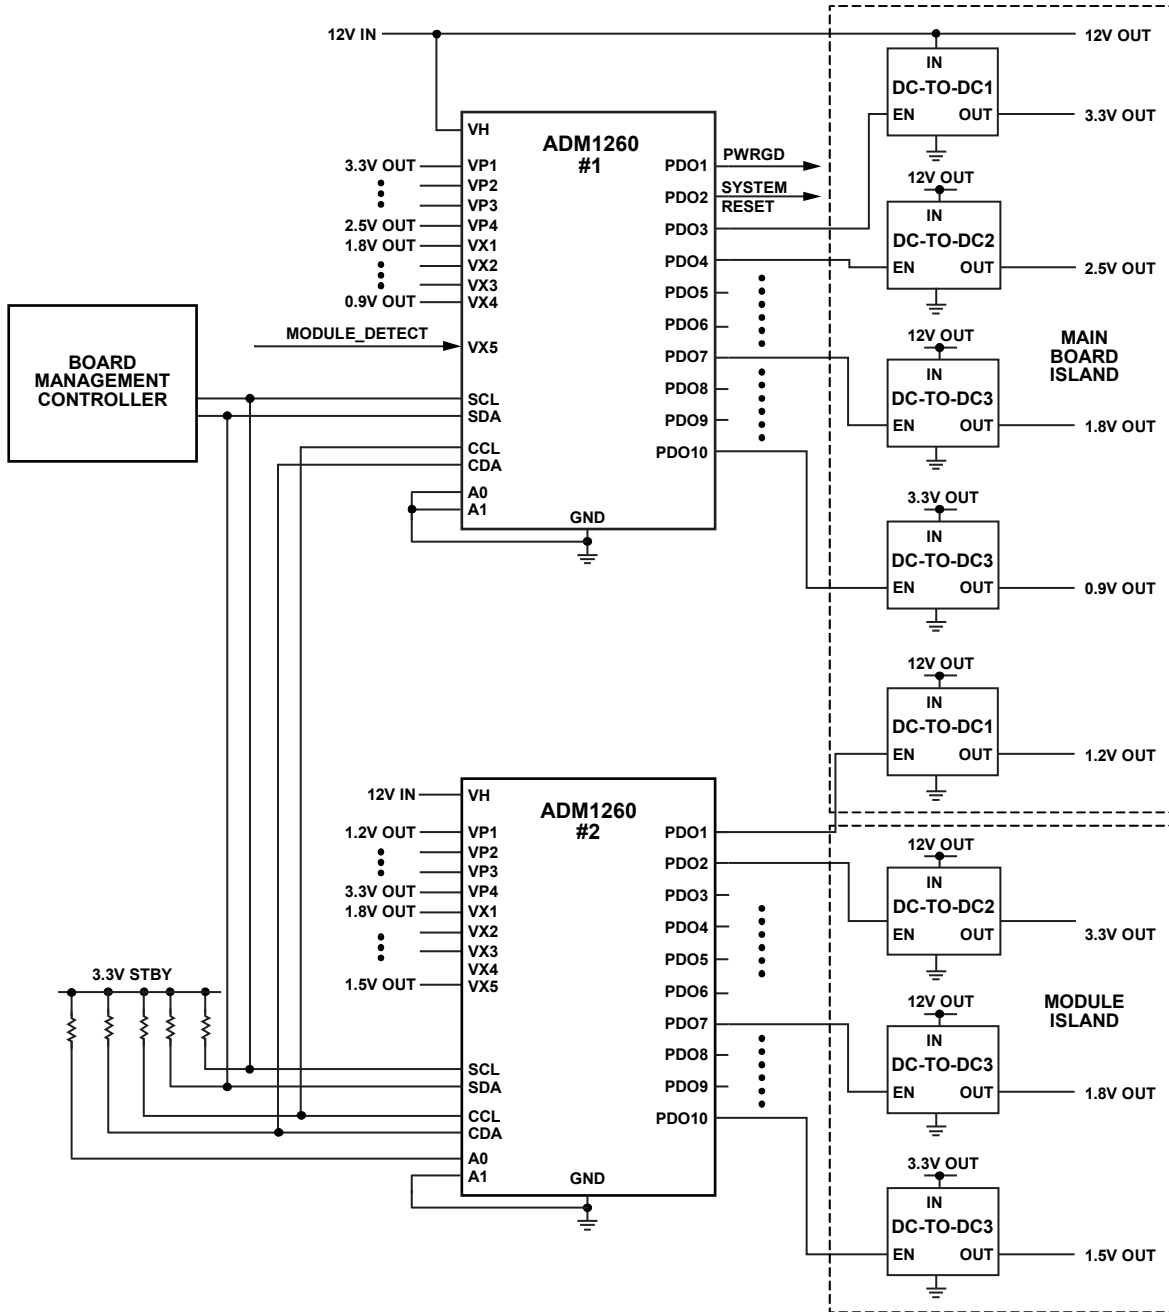 12V IN
12V OUT
IN
DC-TO-DC1
EN OUT
3.3V OUT
VH
ADM1260
#1
3.3V OUT VP1
VP2
VP3
2.5V OUT VP4
1.8V OUT VX1
VX2
VX3
0.9V OUT VX4
MODULE_DETECT VX5
SCL
SDA
CCL
CDA
A0
A1
GND
PDO1 PWRGD
PDO2 SYSTEM
RESET
PDO3
PDO4
PDO5
PDO6
PDO7
PDO8
PDO9
PDO10
BOARD
MANAGEMENT
CONTROLLER
12V OUT
IN
DC-TO-DC2
EN OUT
2.5V OUT
MAIN
BOARD
ISLAND
12V OUT
IN
DC-TO-DC3
EN OUT
1.8V OUT
3.3V OUT
IN
DC-TO-DC3
EN OUT
0.9V OUT
12V OUT
IN
DC-TO-DC1
EN OUT
1.2V OUT
12V IN VH
ADM1260
#2
1.2V OUT VP1
VP2
VP3
3.3V OUT VP4
1.8V OUT VX1
VX2
VX3
VX4
1.5V OUT VX5
3.3V STBY
SCL
SDA
CCL
CDA
A0
A1
GND
PDO1
PDO2
PDO3
PDO4
PDO5
PDO6
PDO7
PDO8
PDO9
PDO10
12V OUT
IN
DC-TO-DC2
EN OUT
3.3V OUT
MODULE
ISLAND
12V OUT
IN
DC-TO-DC3
EN OUT
1.8V OUT
3.3V OUT
IN
DC-TO-DC3
EN OUT
1.5V OUT